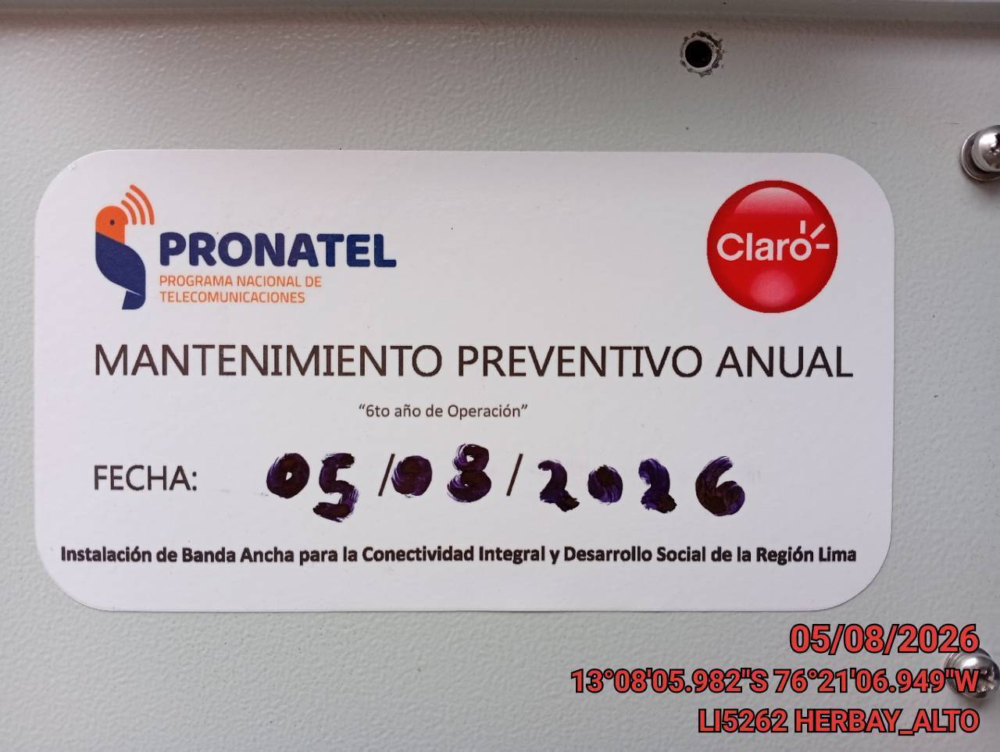 PRONATEL
PROGRAMA NACIONAL DE
TELECOMUNICACIONES
Claro
MANTENIMIENTO PREVENTIVO ANUAL
“6to año de Operación”
FECHA: 05/08/2026
Instalación de Banda Ancha para la Conectividad Integral y Desarrollo Social de la Región Lima
05/08/2026
13°08'05.982"S 76°21'06.949"W
LI5262 HERBAY_ALTO